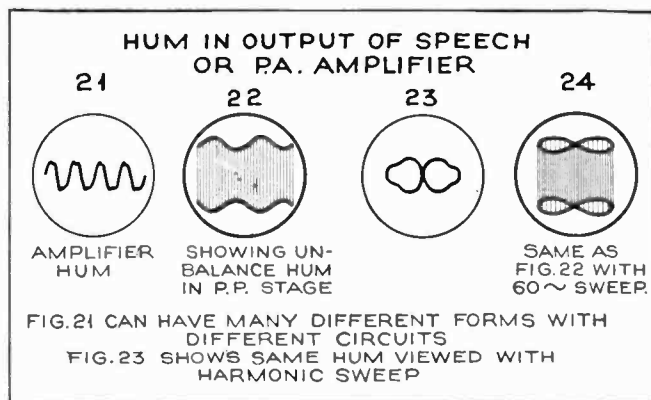 HUM IN OUTPUT OF SPEECH
OR P.A. AMPLIFIER
21
22
23
24
AMPLIFIER
HUM
SHOWING UN-
BALANCE HUM
IN P.P. STAGE
SAME AS
FIG.22 WITH
60~ SWEEP.
FIG.21 CAN HAVE MANY DIFFERENT FORMS WITH
DIFFERENT CIRCUITS
FIG.23 SHOWS SAME HUM VIEWED WITH
HARMONIC SWEEP